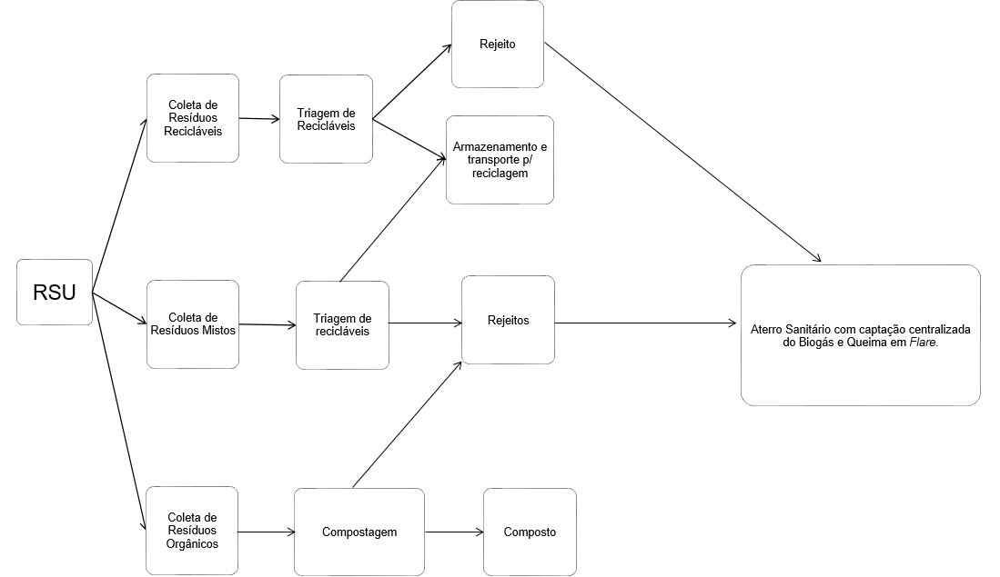 Rejeito
Coleta de
Resíduos
Recicláveis
Triagem de
Recicláveis
Armazenamento e
transporte p/
reciclagem
RSU
Coleta de
Resíduos Mistos
Triagem de
recicláveis
Rejeitos
Aterro Sanitário com captação centralizada
do Biogás e Queima em Flare.
Coleta de
Resíduos
Orgânicos
Compostagem
Composto